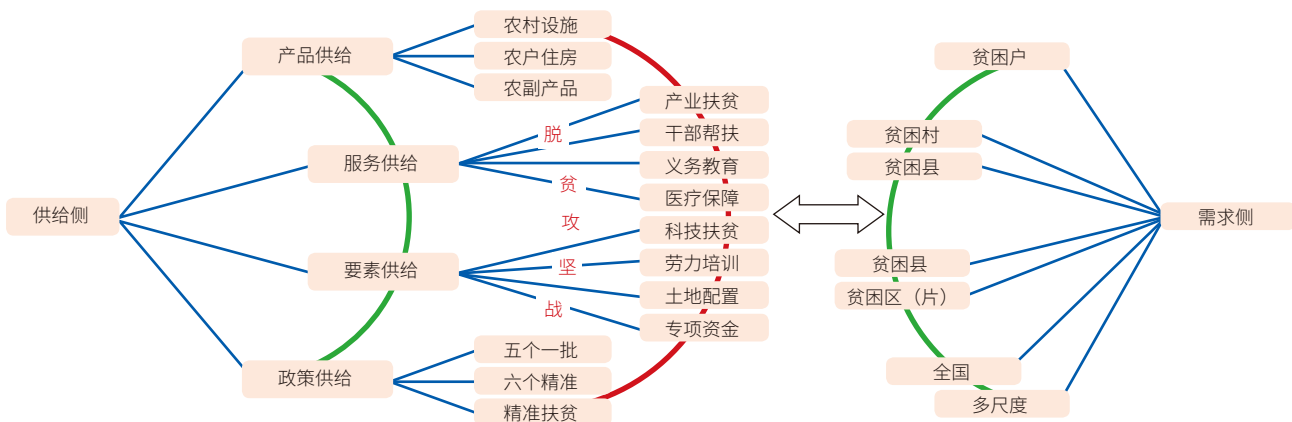 供给侧
产品供给
服务供给
要素供给
政策供给
农村设施
农户住房
农副产品
产业扶贫
干部帮扶
义务教育
医疗保障
科技扶贫
劳力培训
土地配置
专项资金
五个一批
六个精准
精准扶贫
脱
贫
攻
坚
战
贫困户
贫困村
贫困县
贫困县
贫困区（片）
全国
多尺度
需求侧